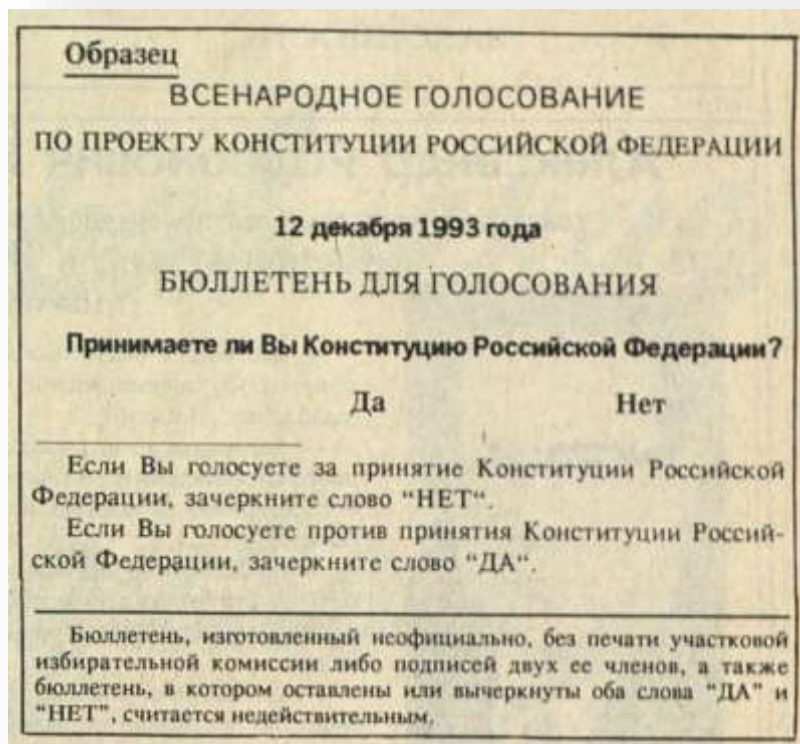 Образец
ВСЕНАРОДНОЕ ГОЛОСОВАНИЕ
ПО ПРОЕКТУ КОНСТИТУЦИИ РОССИЙСКОЙ ФЕДЕРАЦИИ
12 декабря 1993 года
БЮЛЛЕТЕНЬ ДЛЯ ГОЛОСОВАНИЯ
Принимаете ли Вы Конституцию Российской Федерации?
Да Нет
Если Вы голосуете за принятие Конституции Российской
Федерации, зачеркните слово “НЕТ“.
Если Вы голосуете против принятия Конституции Россий-
ской Федерации, зачеркните слово “ДА“.
Бюллетень, изготовленный неофициально, без печати участковой
избирательной комиссии либо подписей двух ее членов, а также
бюллетень, в котором оставлены или вычеркнуты оба слова “ДА” и
“НЕТ”, считается недействительным.